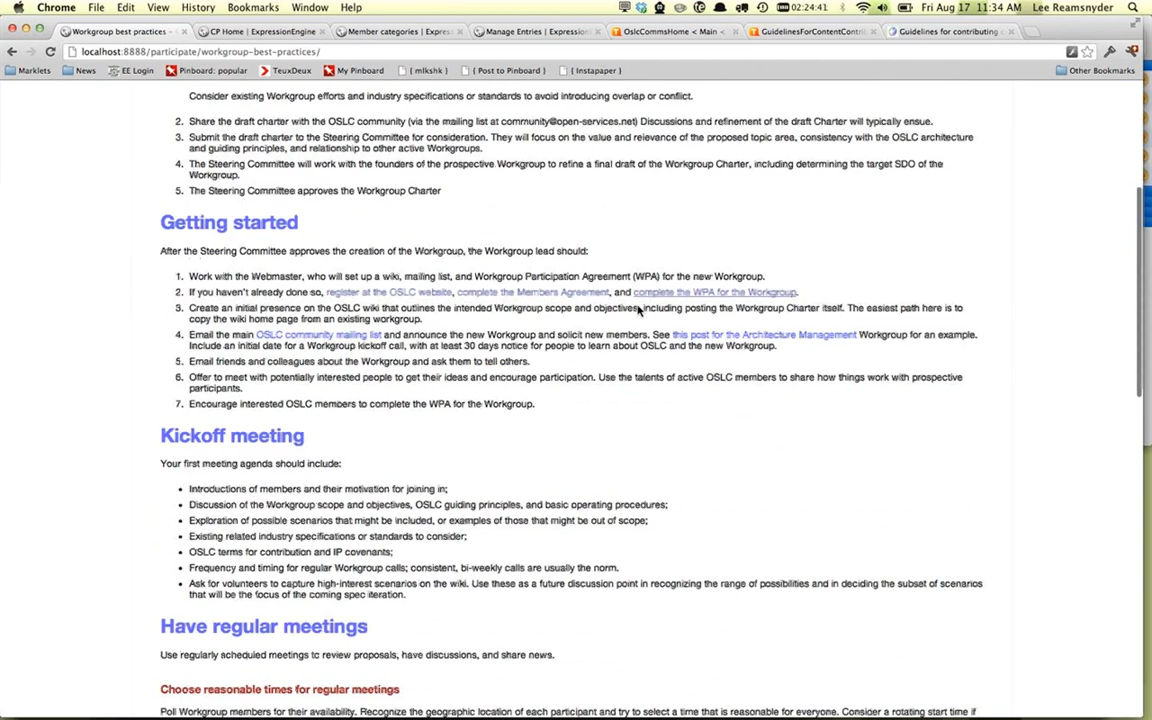 Chrome File Edit View History Bookmarks Window Help (02:24:41) Fri Aug 17 11:34 AM Lee Reamsnyder
Workgroup best practices - CP Home | ExpressionEngine Member categories | Expres Manage Entries | Expression OslcCommsHome < Main < GuidelinesForContentContri Guidelines for contributing c
localhost:8888/participate/workgroup-best-practices/
Marklets News EE Login Pinboard: popular TeuxDeux My Pinboard { mlkshk } { Post to Pinboard } { Instapaper } Other Bookmarks
Consider existing Workgroup efforts and industry specifications or standards to avoid introducing overlap or conflict.
2. Share the draft charter with the OSLC community (via the mailing list at community@open-services.net) Discussions and refinement of the draft Charter will typically ensue.
3. Submit the draft charter to the Steering Committee for consideration. They will focus on the value and relevance of the proposed topic area, consistency with the OSLC architecture
and guiding principles, and relationship to other active Workgroups.
4. The Steering Committee will work with the founders of the prospective Workgroup to refine a final draft of the Workgroup Charter, including determining the target SDO of the
Workgroup.
5. The Steering Committee approves the Workgroup Charter
Getting started
After the Steering Committee approves the creation of the Workgroup, the Workgroup lead should:
1. Work with the Webmaster, who will set up a wiki, mailing list, and Workgroup Participation Agreement (WPA) for the new Workgroup.
2. If you haven't already done so, register at the OSLC website, complete the Members Agreement, and complete the WPA for the Workgroup.
3. Create an initial presence on the OSLC wiki that outlines the intended Workgroup scope and objectives, including posting the Workgroup Charter itself. The easiest path here is to
copy the wiki home page from an existing workgroup.
4. Email the main OSLC community mailing list and announce the new Workgroup and solicit new members. See this post for the Architecture Management Workgroup for an example.
Include an initial date for a Workgroup kickoff call, with at least 30 days notice for people to learn about OSLC and the new Workgroup.
5. Email friends and colleagues about the Workgroup and ask them to tell others.
6. Offer to meet with potentially interested people to get their ideas and encourage participation. Use the talents of active OSLC members to share how things work with prospective
participants.
7. Encourage interested OSLC members to complete the WPA for the Workgroup.
Kickoff meeting
Your first meeting agenda should include:
• Introductions of members and their motivation for joining in;
• Discussion of the Workgroup scope and objectives, OSLC guiding principles, and basic operating procedures;
• Exploration of possible scenarios that might be included, or examples of those that might be out of scope;
• Existing related industry specifications or standards to consider;
• OSLC terms for contribution and IP covenants;
• Frequency and timing for regular Workgroup calls; consistent, bi-weekly calls are usually the norm.
• Ask for volunteers to capture high-interest scenarios on the wiki. Use these as a future discussion point in recognizing the range of possibilities and in deciding the subset of scenarios
that will be the focus of the coming spec iteration.
Have regular meetings
Use regularly scheduled meetings to review proposals, have discussions, and share news.
Choose reasonable times for regular meetings
Poll Workgroup members for their availability. Recognize the geographic location of each participant and try to select a time that is reasonable for everyone. Consider a rotating start time if